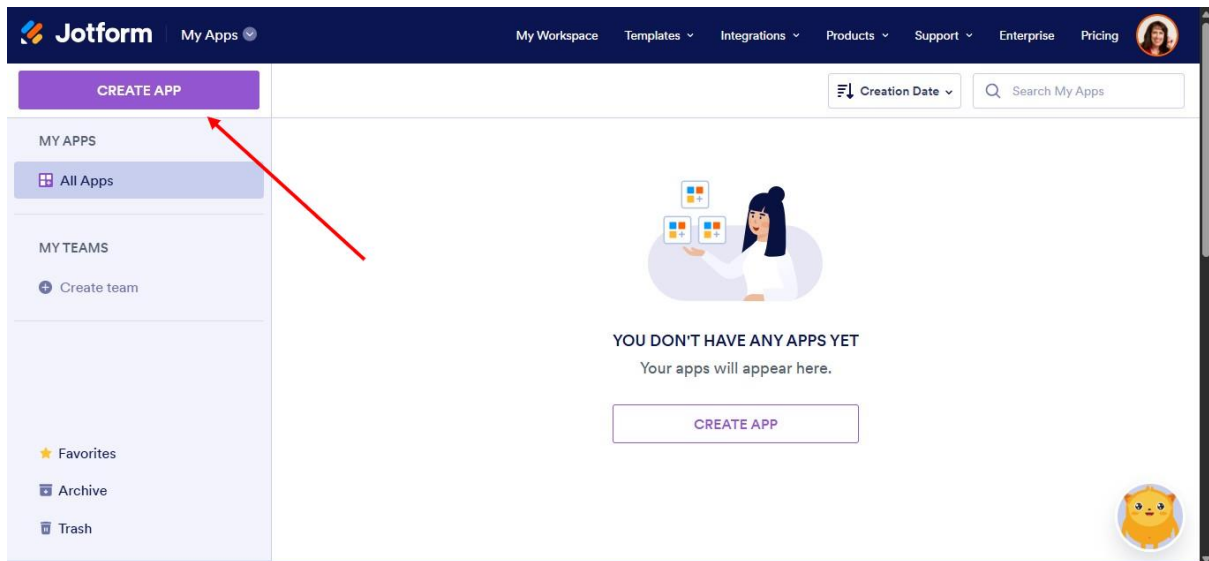 Jotform
My Apps
My Workspace
Templates
Integrations
Products
Support
Enterprise
Pricing
CREATE APP
Creation Date
Search My Apps
MY APPS
All Apps
MY TEAMS
Create team
YOU DON'T HAVE ANY APPS YET
Your apps will appear here.
CREATE APP
Favorites
Archive
Trash